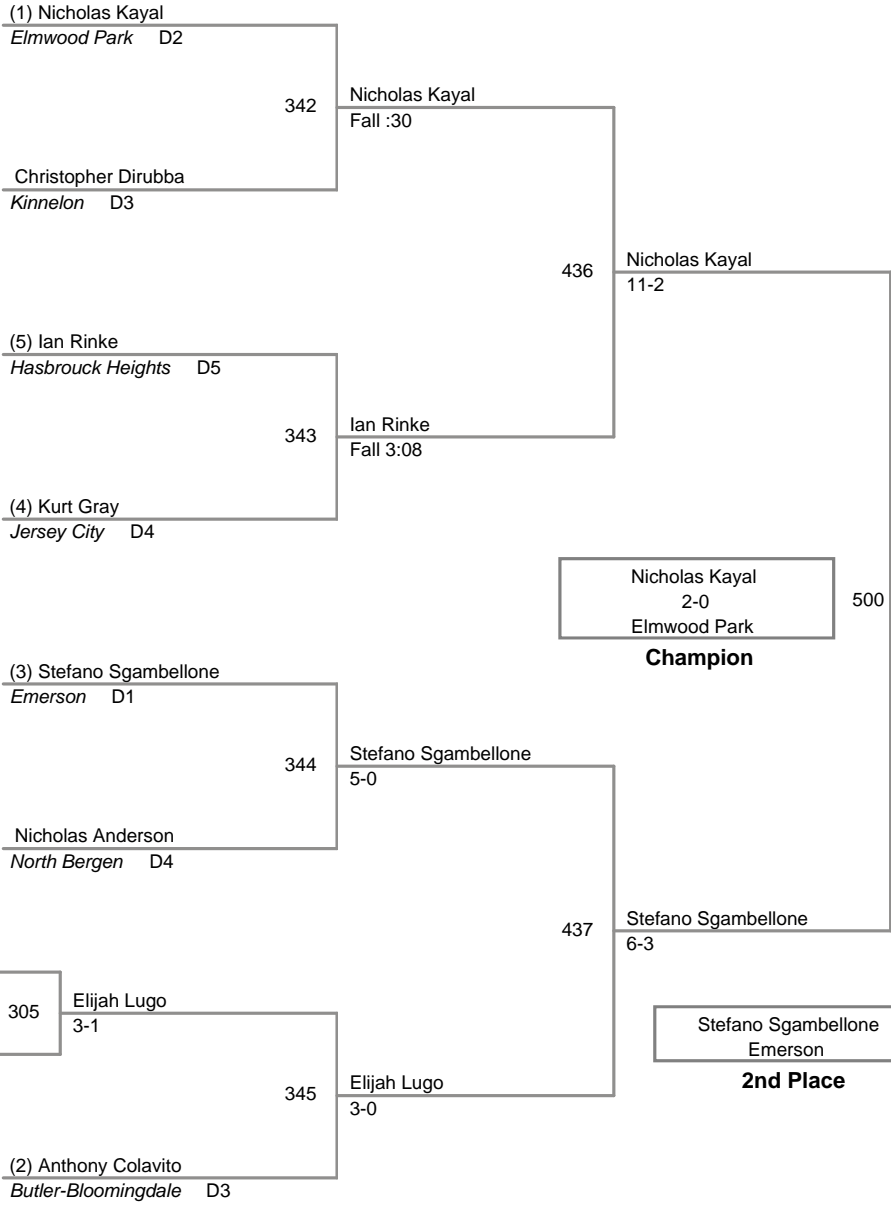 (1) Nicholas Kayal
Elmwood Park D2
342
Nicholas Kayal
Fall :30
Christopher Dirubba
Kinnelon D3
436
Nicholas Kayal
11-2
(5) Ian Rinke
Hasbrouck Heights D5
343
Ian Rinke
Fall 3:08
(4) Kurt Gray
Jersey City D4
Nicholas Kayal
2-0
Elmwood Park
Champion
500
(3) Stefano Sgambellone
Emerson D1
344
Stefano Sgambellone
5-0
Nicholas Anderson
North Bergen D4
437
Stefano Sgambellone
6-3
305
Elijah Lugo
3-1
Stefano Sgambellone
Emerson
2nd Place
345
Elijah Lugo
3-0
(2) Anthony Colavito
Butler-Bloomingdale D3